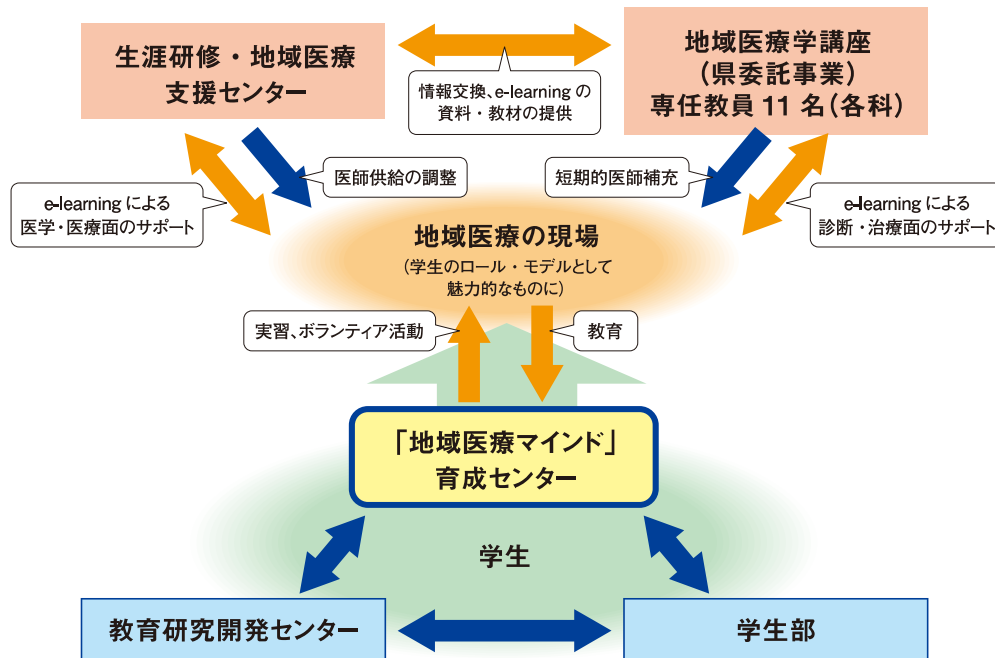 生涯研修・地域医療
支援センター
地域医療学講座
（県委託事業）
専任教員 11 名（各科）
情報交換、e-learning の
資料・教材の提供
医師供給の調整
短期的医師補充
e-learning による
医学・医療面のサポート
e-learning による
診断・治療面のサポート
地域医療の現場
（学生のロール・モデルとして
魅力的なものに）
実習、ボランティア活動
教育
「地域医療マインド」
育成センター
学生
教育研究開発センター
学生部